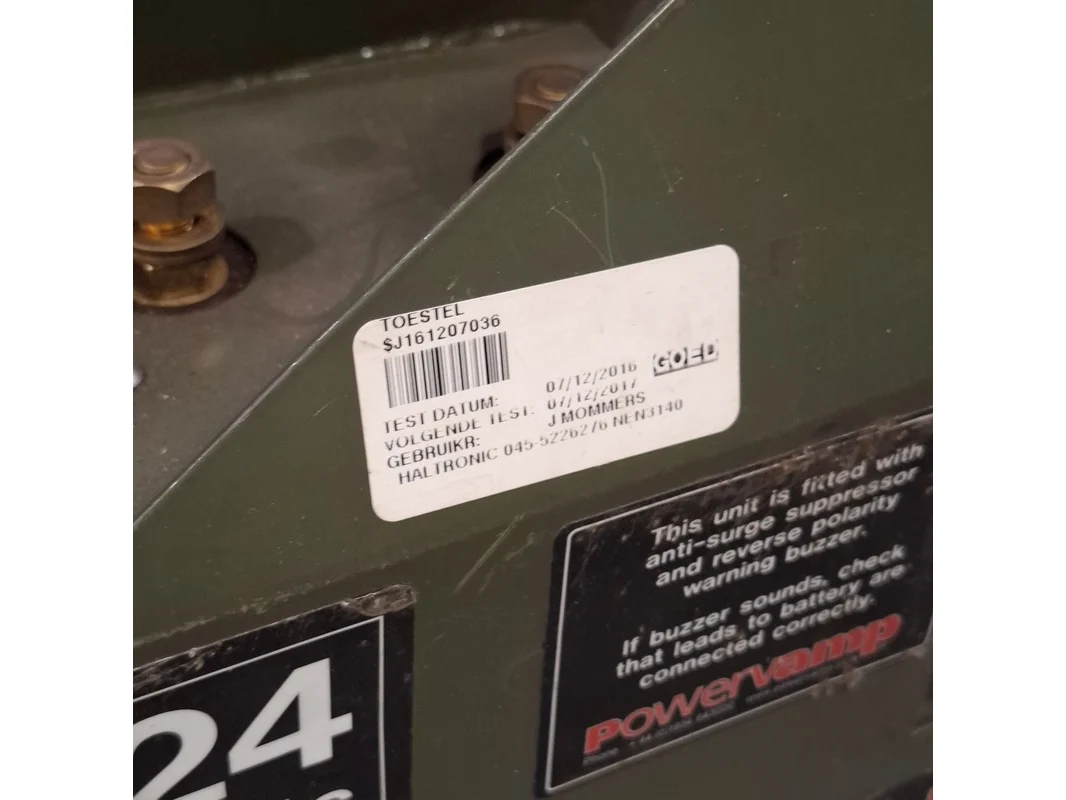 TOESTEL
$J161207036
TEST DATUM: 07/12/2016 GOED
VOLGENDE TEST: 07/12/2017
GEBRUIKR: J MOMMERS
HALTRONIC 045-5226276 NEN3140
This unit is fitted with
anti-surge suppressor
and reverse polarity
warning buzzer.
If buzzer sounds, check
that leads to battery are
connected correctly.
powervamp
24